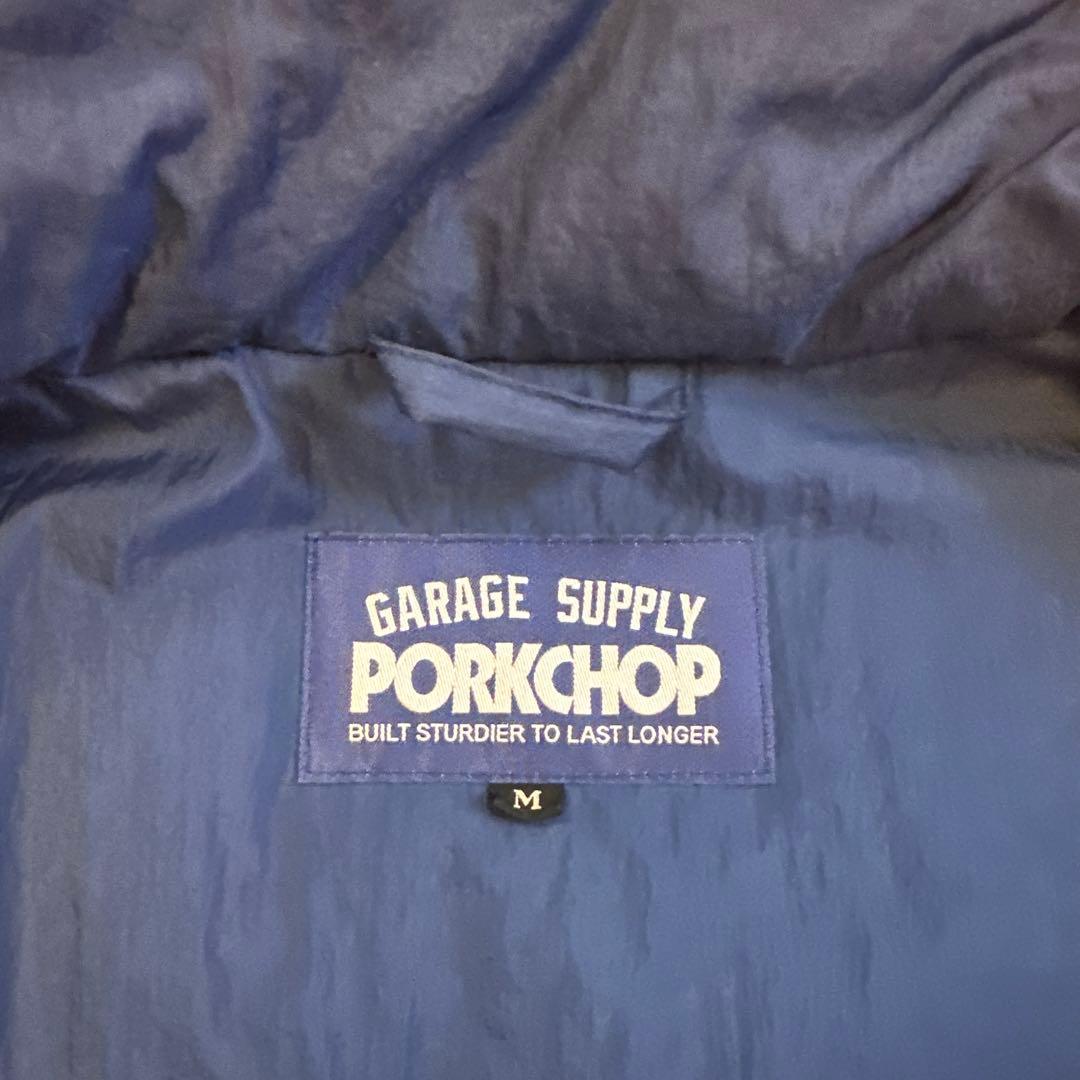 GARAGE SUPPLY
PORKCHOP
BUILT STURDIER TO LAST LONGER
M